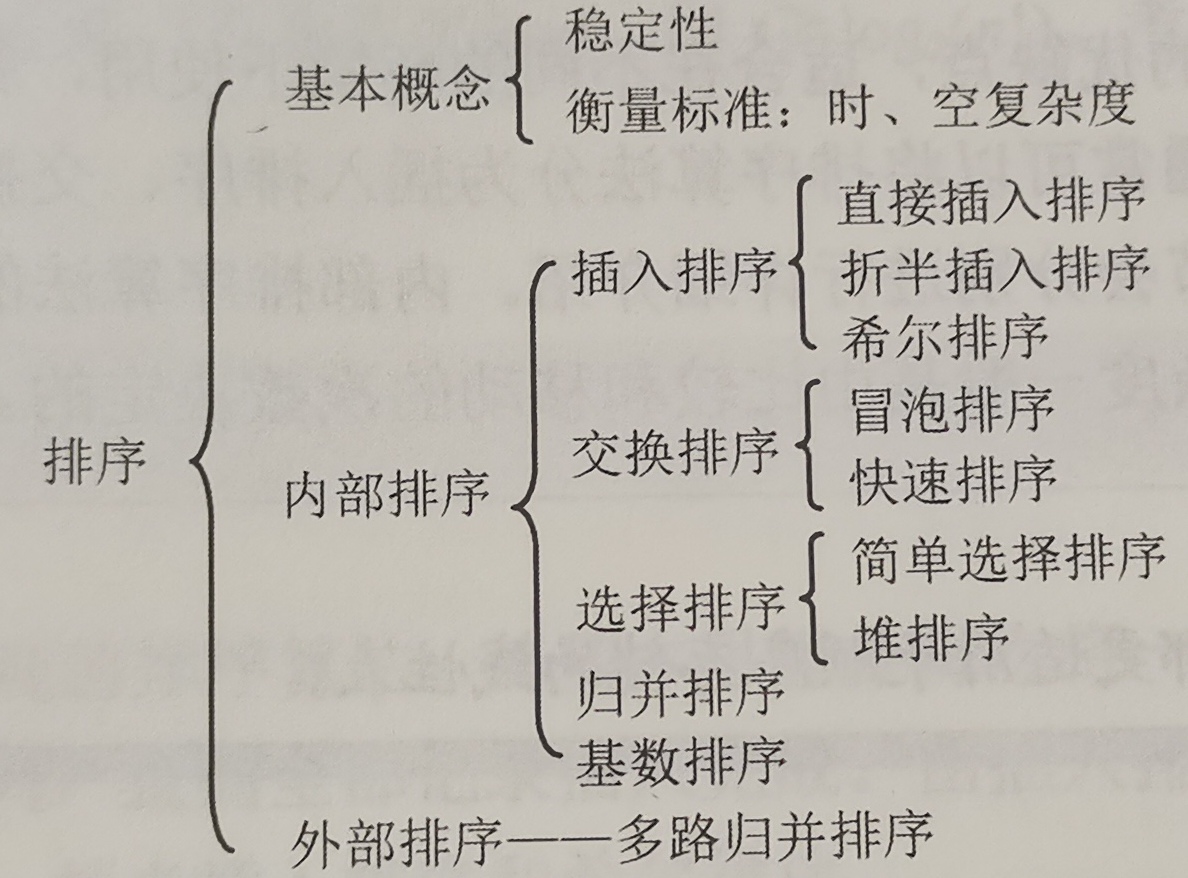 排序
基本概念
稳定性
衡量标准：时、空复杂度
内部排序
插入排序
直接插入排序
折半插入排序
希尔排序
交换排序
冒泡排序
快速排序
选择排序
简单选择排序
堆排序
归并排序
基数排序
外部排序——多路归并排序